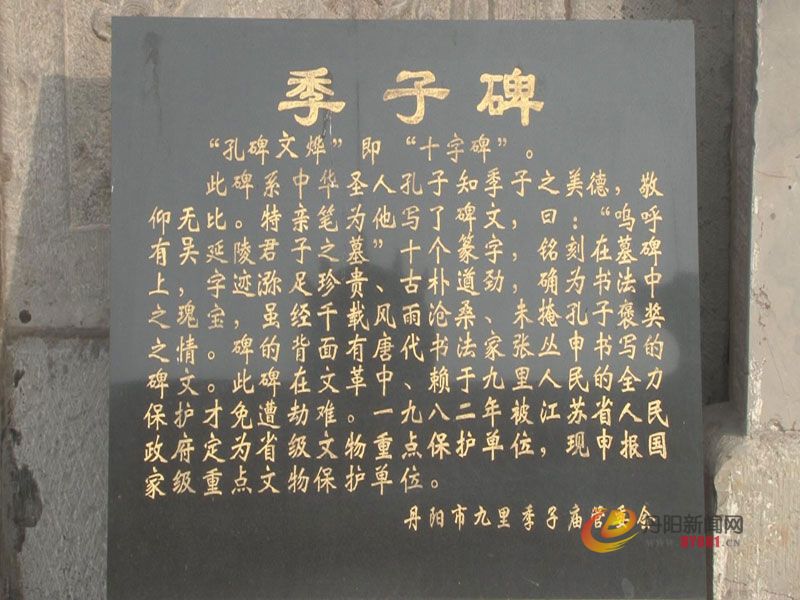 季子碑
“孔碑文烨”即 “十字碑”。
此碑系中华圣人孔子知季子之美德，敬
仰无比。特亲笔为他写了碑文，曰：“鸣呼
有吴延陵君子之墓”十个篆字，铭刻在墓碑
上，字迹㳽足珍贵、古朴道劲，确为书法中
之瑰宝，虽经千载风雨沧桑、未掩孔子褒奖
之情。碑的背面有唐代书法家张丛申书写的
碑文。此碑在文革中、赖于九里人民的全力
保护才免遭劫难。一九八二年被江苏省人民
政府定为省级文物重点保护单位，现申报国
家级重点文物保护单位。
丹阳市九里季子庙管委会
丹阳新闻网